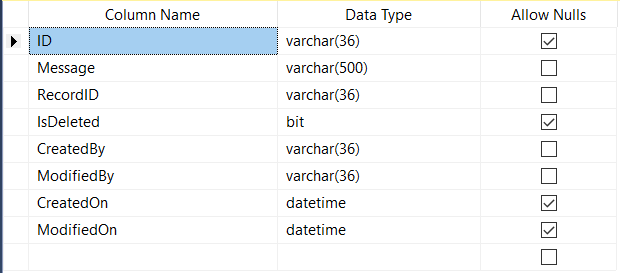 Column Name Data Type Allow Nulls
ID varchar(36)
Message varchar(500)
RecordID varchar(36)
IsDeleted bit
CreatedBy varchar(36)
ModifiedBy varchar(36)
CreatedOn datetime
ModifiedOn datetime